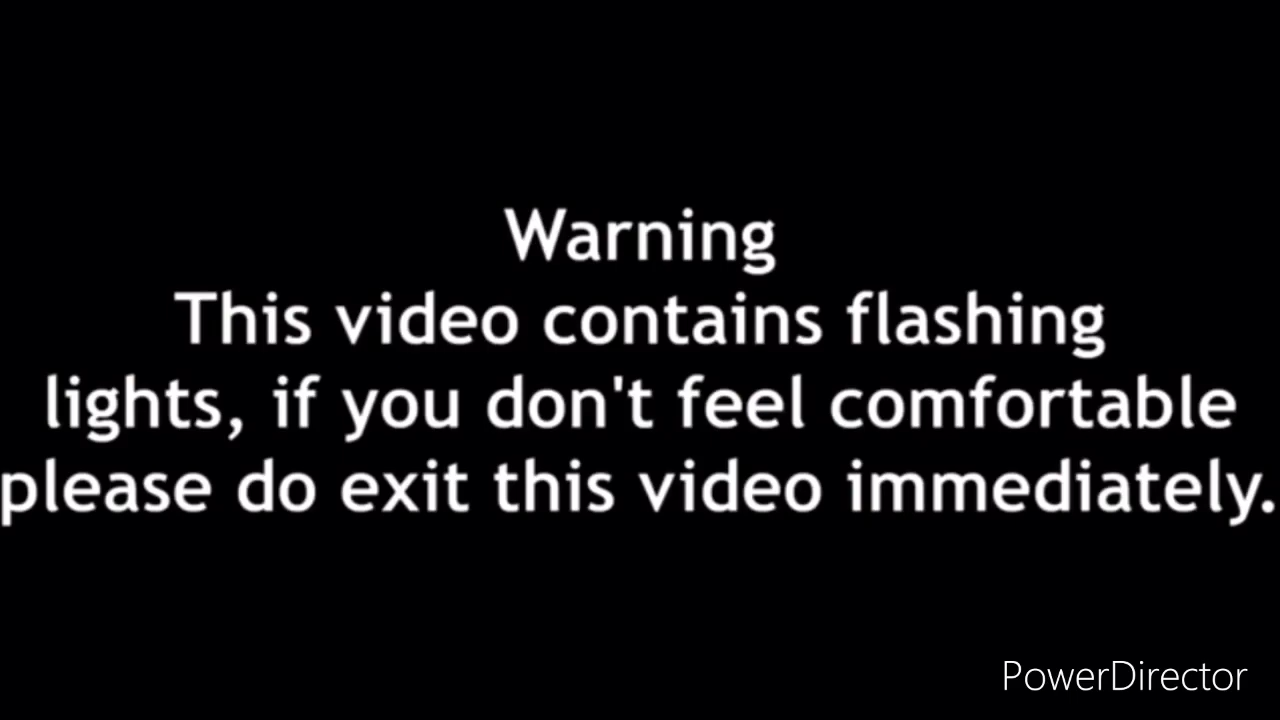 Warning
This video contains flashing
lights, if you don't feel comfortable
please do exit this video immediately.
PowerDirector